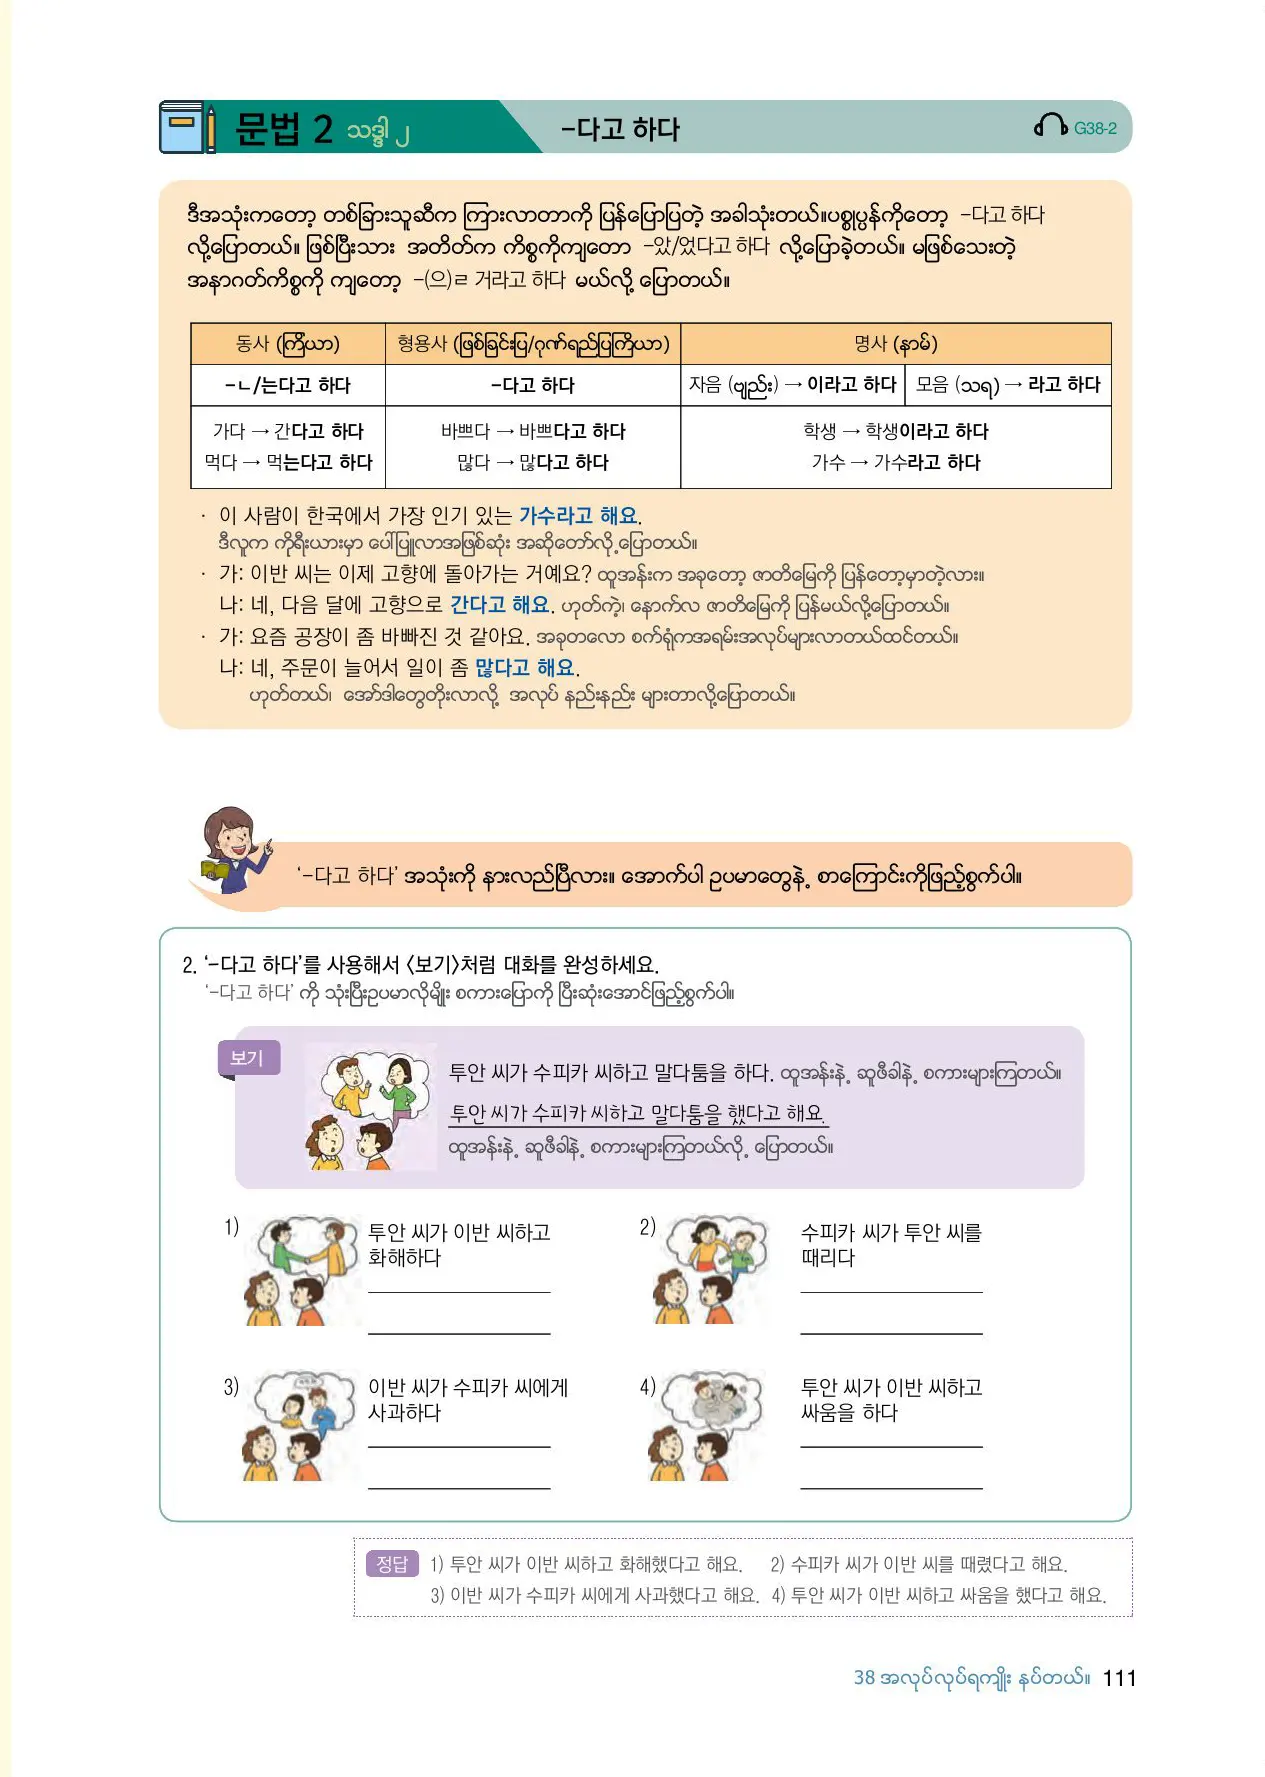 문법 2 သဒ္ဒါ ၂ -다고 하다 G38-2
ဒီအသုံးကတော့ တစ်ခြားသူဆီက ကြားလာတာကို ပြန်ပြောပြတဲ့ အခါသုံးတယ်။ပစ္စုပ္ပန်ကိုတော့ -다고 하다
လို့ပြောတယ်။ ဖြစ်ပြီးသား အတိတ်က ကိစ္စကိုကျတော -았/었다고 하다 လို့ပြောခဲ့တယ်။ မဖြစ်သေးတဲ့
အနာဂတ်ကိစ္စကို ကျတော့ -(으)ㄹ 거라고 하다 မယ်လို့ ပြောတယ်။
동사 (ကြိယာ) 형용사 (ဖြစ်ခြင်းပြ/ဂုဏ်ရည်ပြကြိယာ) 명사 (နာမ်)
-ㄴ/는다고 하다 -다고 하다 자음 (ဗျည်း) → 이라고 하다 모음 (သရ) → 라고 하다
가다 → 간다고 하다 바쁘다 → 바쁘다고 하다 학생 → 학생이라고 하다
먹다 → 먹는다고 하다 많다 → 많다고 하다 가수 → 가수라고 하다
· 이 사람이 한국에서 가장 인기 있는 가수라고 해요.
ဒီလူက ကိုရီးယားမှာ ပေါ်ပြူလာအဖြစ်ဆုံး အဆိုတော်လို့ပြောတယ်။
· 가: 이반 씨는 이제 고향에 돌아가는 거예요? ထူအန်းက အခုတော့ ဇာတိမြေကို ပြန်တော့မှာတဲ့လား။
나: 네, 다음 달에 고향으로 간다고 해요. ဟုတ်ကဲ့၊ နောက်လ ဇာတိမြေကို ပြန်မယ်လို့ပြောတယ်။
· 가: 요즘 공장이 좀 바빠진 것 같아요. အခုတလော စက်ရုံကအရမ်းအလုပ်များလာတယ်ထင်တယ်။
나: 네, 주문이 늘어서 일이 좀 많다고 해요.
ဟုတ်တယ်၊ အော်ဒါတွေတိုးလာလို့ အလုပ် နည်းနည်း များတာလို့ပြောတယ်။
‘-다고 하다’ အသုံးကို နားလည်ပြီလား။ အောက်ပါ ဥပမာတွေနဲ့ စာကြောင်းကိုဖြည့်စွက်ပါ။
2. ‘-다고 하다’를 사용해서 〈보기〉처럼 대화를 완성하세요.
‘-다고 하다’ ကို သုံးပြီးဥပမာလိုမျိုး စကားပြောကို ပြီးဆုံးအောင်ဖြည့်စွက်ပါ။
보기
투안 씨가 수피카 씨하고 말다툼을 하다. ထူအန်းနဲ့ ဆူဖီခါနဲ့ စကားများကြတယ်။
투안 씨가 수피카 씨하고 말다툼을 했다고 해요.
ထူအန်းနဲ့ ဆူဖီခါနဲ့ စကားများကြတယ်လို့ ပြောတယ်။
1) 투안 씨가 이반 씨하고
화해하다
2) 수피카 씨가 투안 씨를
때리다
3) 이반 씨가 수피카 씨에게
사과하다
4) 투안 씨가 이반 씨하고
싸움을 하다
정답 1) 투안 씨가 이반 씨하고 화해했다고 해요. 2) 수피카 씨가 이반 씨를 때렸다고 해요.
3) 이반 씨가 수피카 씨에게 사과했다고 해요. 4) 투안 씨가 이반 씨하고 싸움을 했다고 해요.
38 အလုပ်လုပ်ရကျိုး နပ်တယ်။ 111